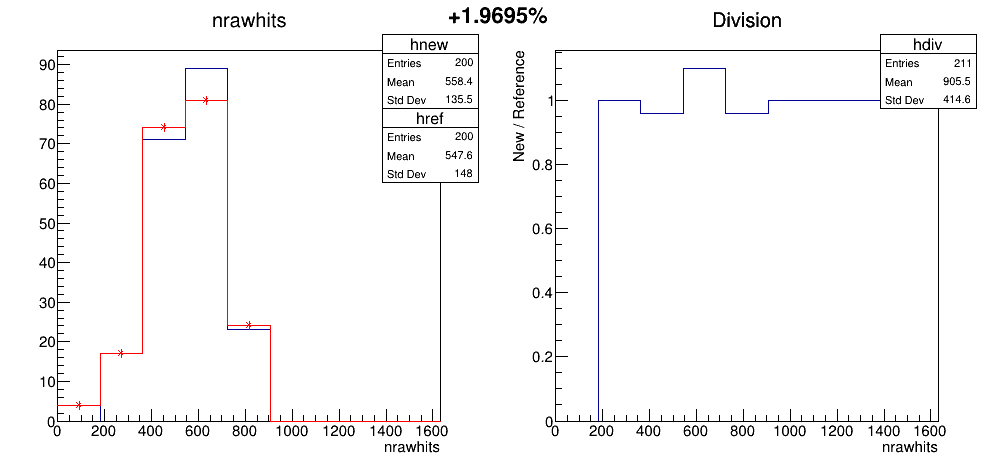 +1.9695%
nrawhits
hnew
Entries 200
Mean 558.4
Std Dev 135.5
href
Entries 200
Mean 547.6
Std Dev 148
90
80
70
60
50
40
30
20
10
0
0 200 400 600 800 1000 1200 1400 1600
nrawhits
Division
hdiv
Entries 211
Mean 905.5
Std Dev 414.6
New / Reference
1
0.8
0.6
0.4
0.2
0
0 200 400 600 800 1000 1200 1400 1600
nrawhits